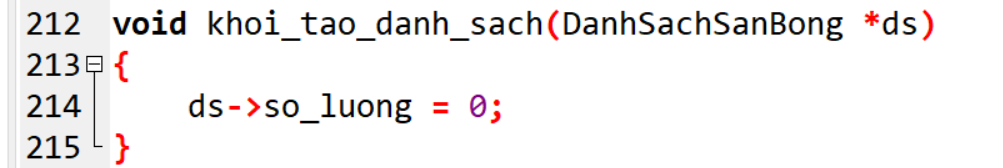 212 void khoi_tao_danh_sach(DanhSachSanBong *ds)
213 {
214 ds->so_luong = 0;
215 }